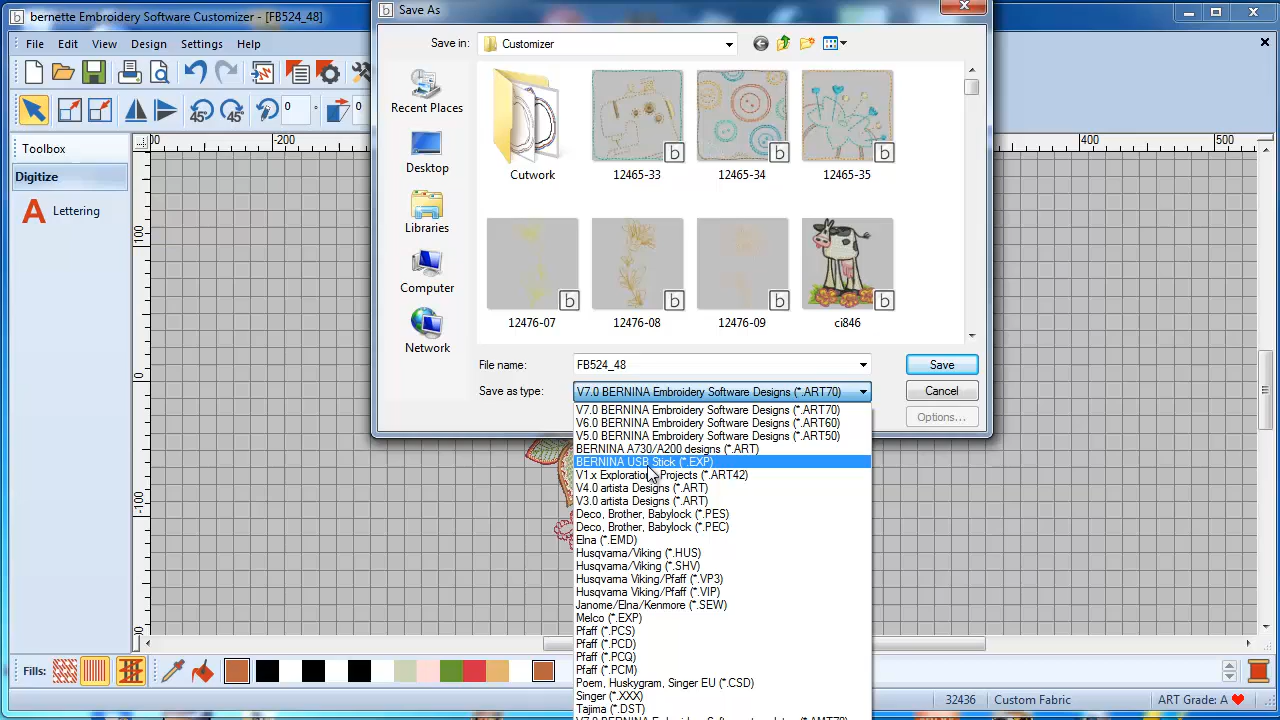 bernette Embroidery Software Customizer - [FB524_48]
File Edit View Design Settings Help
45° 45° 0 ° 0
Toolbox
Digitize
A Lettering
00 -200 400 500
100
0
-100
Save As
Save in: Customizer
Recent Places
Desktop
Libraries
Computer
Network
Cutwork 12465-33 12465-34 12465-35
12476-07 12476-08 12476-09 ci846
File name: FB524_48 Save
Save as type: V7.0 BERNINA Embroidery Software Designs (*.ART70) Cancel
Options...
V7.0 BERNINA Embroidery Software Designs (*.ART70)
V6.0 BERNINA Embroidery Software Designs (*.ART60)
V5.0 BERNINA Embroidery Software Designs (*.ART50)
BERNINA A730/A200 designs (*.ART)
BERNINA USB Stick (*.EXP)
V1.x Explorations Projects (*.ART42)
V4.0 artista Designs (*.ART)
V3.0 artista Designs (*.ART)
Deco, Brother, Babylock (*.PES)
Deco, Brother, Babylock (*.PEC)
Elna (*.EMD)
Husqvarna/Viking (*.HUS)
Husqvarna/Viking (*.SHV)
Husqvarna Viking/Pfaff (*.VP3)
Husqvarna Viking/Pfaff (*.VIP)
Janome/Elna/Kenmore (*.SEW)
Melco (*.EXP)
Pfaff (*.PCS)
Pfaff (*.PCD)
Pfaff (*.PCQ)
Pfaff (*.PCM)
Poem, Huskygram, Singer EU (*.CSD)
Singer (*.XXX)
Tajima (*.DST)
Fills:
32436 Custom Fabric ART Grade: A